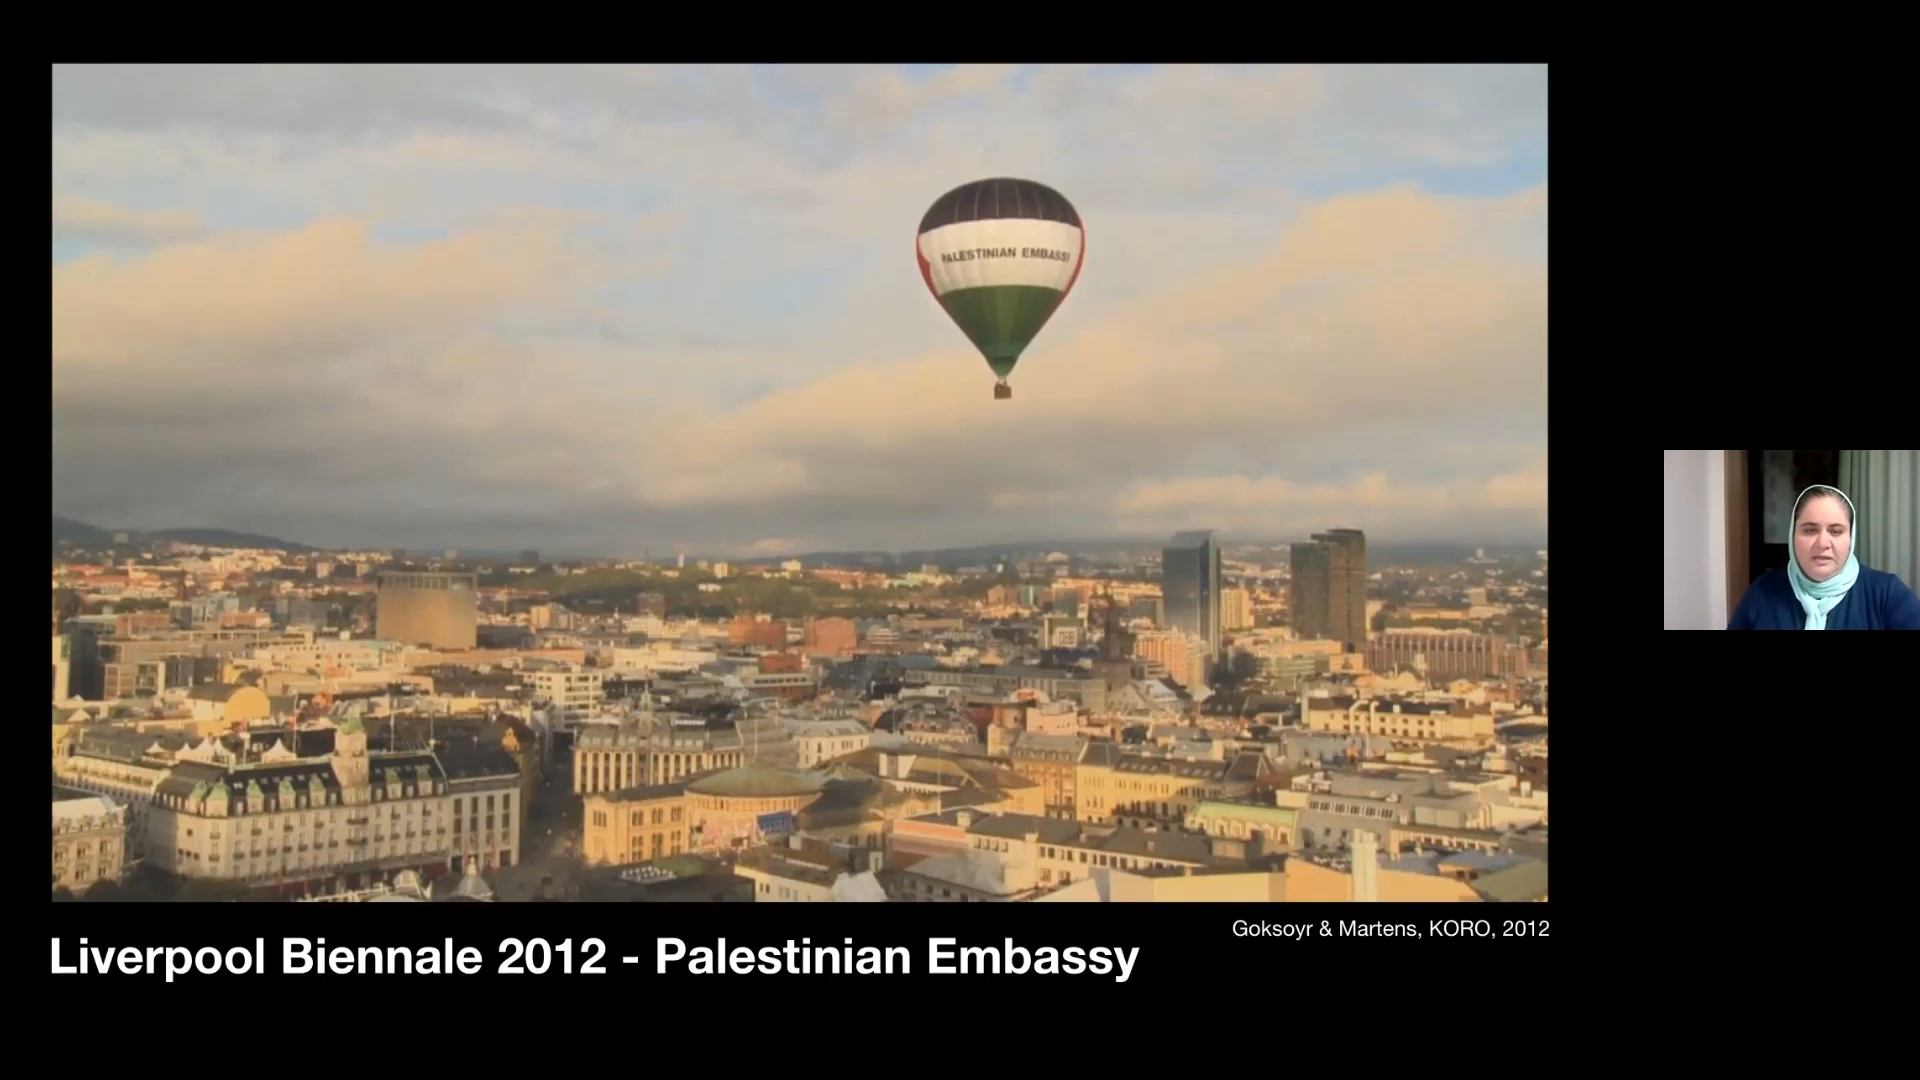 PALESTINIAN EMBASSY
Goksoyr & Martens, KORO, 2012
Liverpool Biennale 2012 - Palestinian Embassy